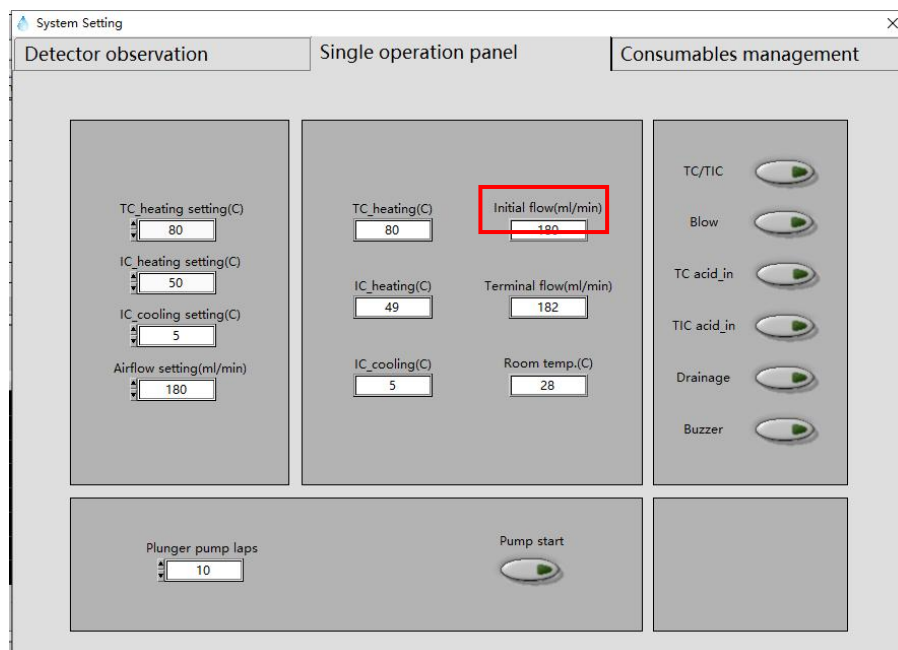 System Setting
Detector observation
Single operation panel
Consumables management
TC_heating setting(C)
80
IC_heating setting(C)
50
IC_cooling setting(C)
5
Airflow setting(ml/min)
180
TC_heating(C)
80
Initial flow(ml/min)
180
IC_heating(C)
49
Terminal flow(ml/min)
182
IC_cooling(C)
5
Room temp.(C)
28
TC/TIC
Blow
TC acid_in
TIC acid_in
Drainage
Buzzer
Plunger pump laps
10
Pump start